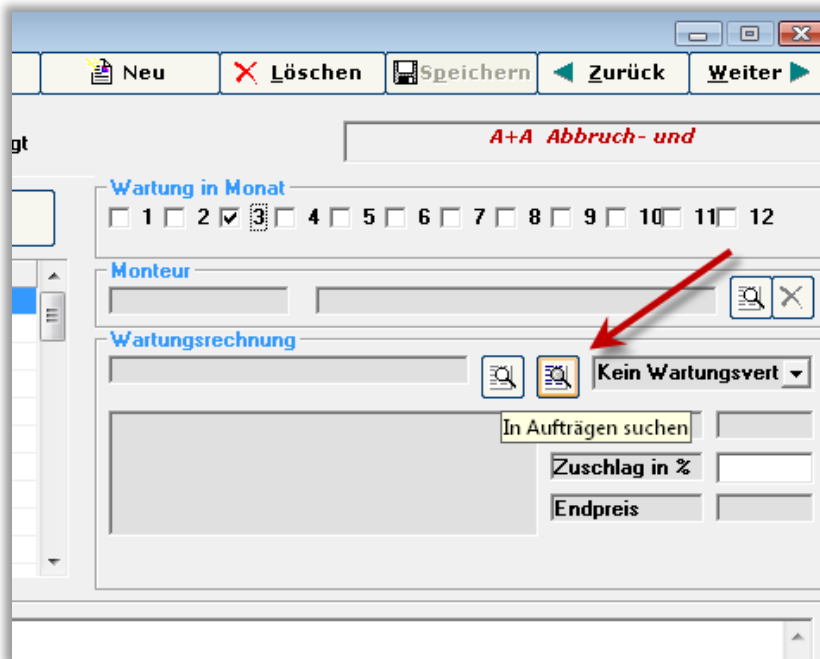 Neu Löschen Speichern Zurück Weiter
gt
A+A Abbruch- und
Wartung in Monat
1 2 3 4 5 6 7 8 9 10 11 12
Monteur
Wartungsrechnung
Kein Wartungsvert
In Aufträgen suchen
Zuschlag in %
Endpreis